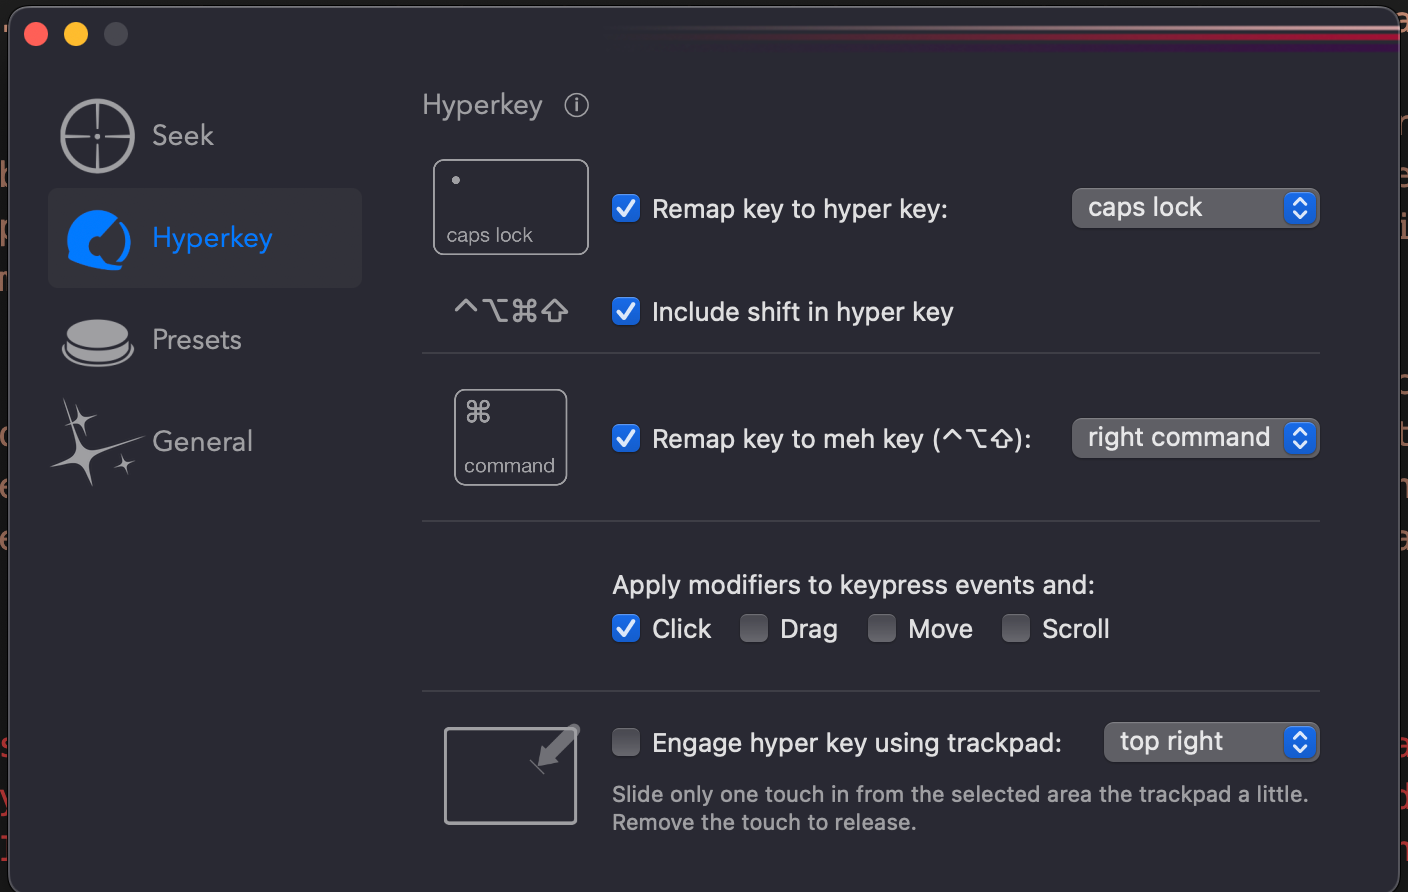 Seek
Hyperkey
Presets
General
Hyperkey
caps lock
Remap key to hyper key:
caps lock
⌃⌥⌘⇧
Include shift in hyper key
⌘
command
Remap key to meh key (⌃⌥⇧):
right command
Apply modifiers to keypress events and:
Click Drag Move Scroll
Engage hyper key using trackpad:
top right
Slide only one touch in from the selected area the trackpad a little.
Remove the touch to release.